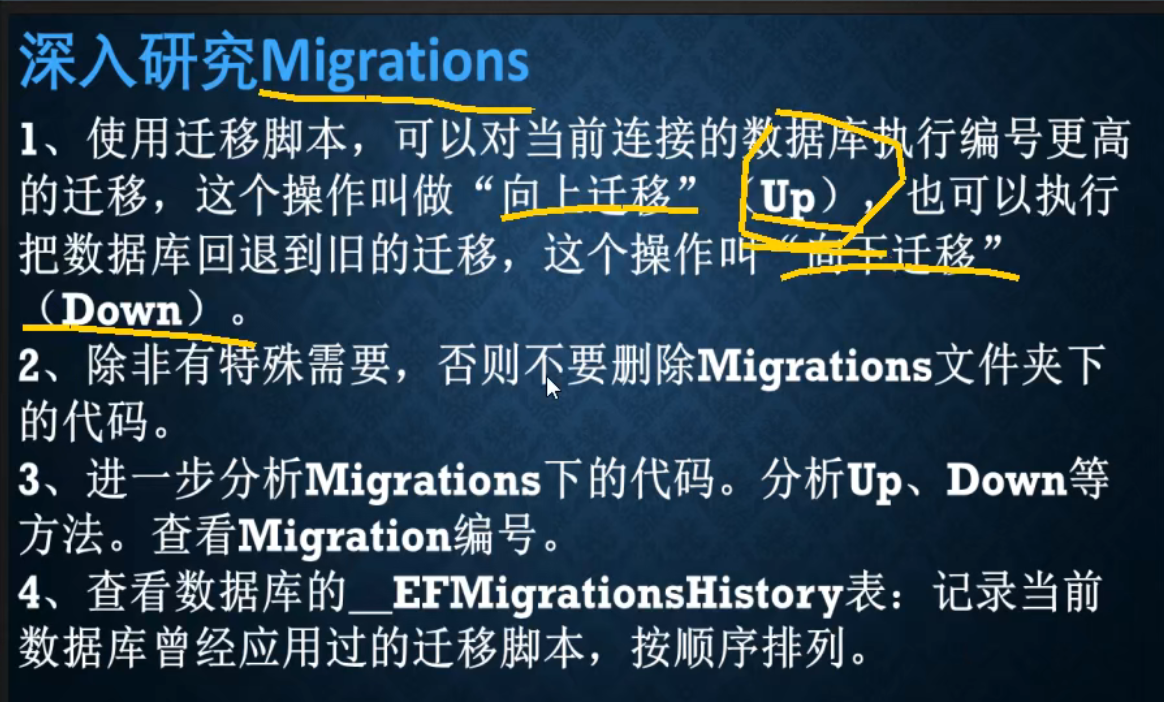 深入研究Migrations
1、使用迁移脚本，可以对当前连接的数据库执行编号更高
的迁移，这个操作叫做“向上迁移”（Up），也可以执行
把数据库回退到旧的迁移，这个操作叫“向下迁移”
（Down）。
2、除非有特殊需要，否则不要删除Migrations文件夹下
的代码。
3、进一步分析Migrations下的代码。分析Up、Down等
方法。查看Migration编号。
4、查看数据库的__EFMigrationsHistory表：记录当前
数据库曾经应用过的迁移脚本，按顺序排列。